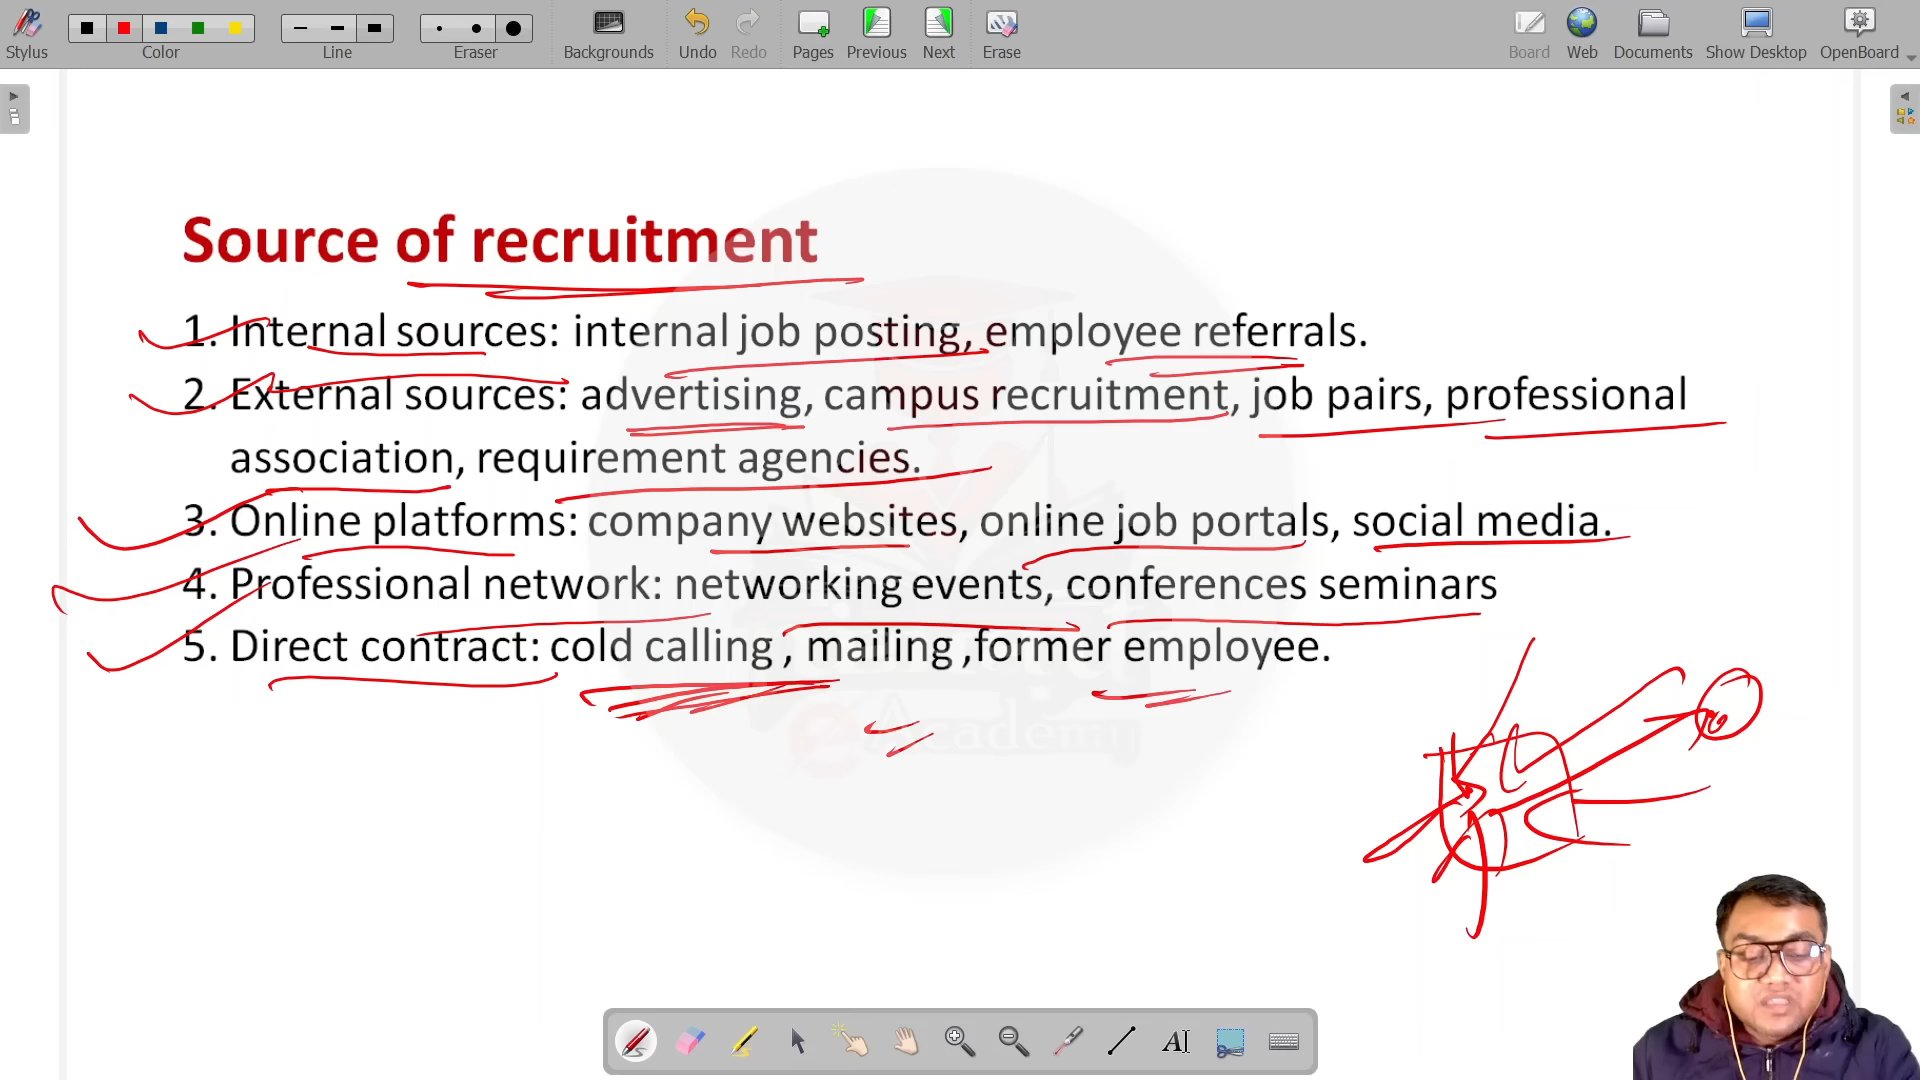 Stylus
Color
Line
Eraser
Backgrounds
Undo
Redo
Pages
Previous
Next
Erase
Board
Web
Documents
Show Desktop
OpenBoard
Source of recruitment
1. Internal sources: internal job posting, employee referrals.
2. External sources: advertising, campus recruitment, job pairs, professional
association, requirement agencies.
3. Online platforms: company websites, online job portals, social media.
4. Professional network: networking events, conferences seminars
5. Direct contract: cold calling , mailing ,former employee.
Academy